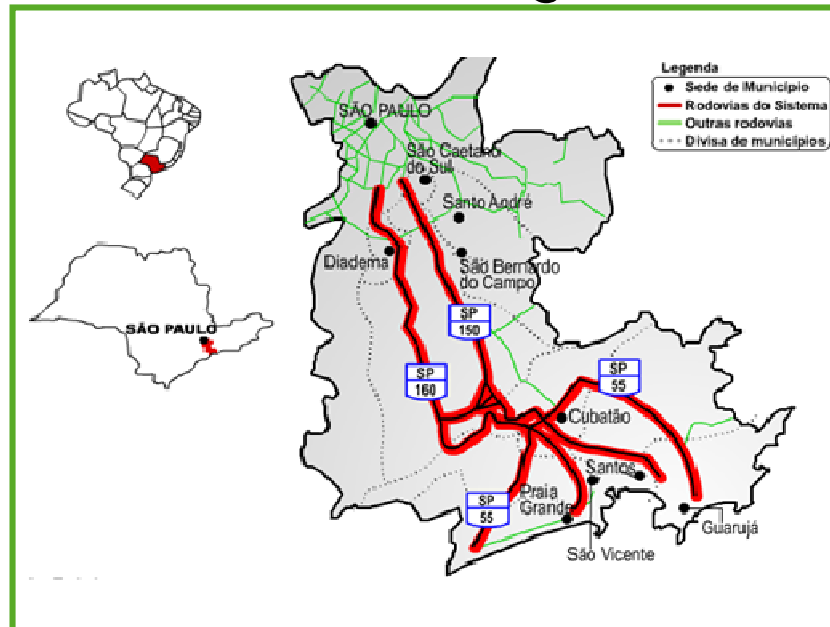 Legenda
Sede de Município
Rodovias do Sistema
Outras rodovias
Divisa de municípios
SÃO PAULO
São Caetano
do Sul
Santo André
Diadema
São Bernardo
do Campo
SÃO PAULO
SP
150
SP
160
SP
55
Cubatão
Santos
Praia
Grande
SP
55
Guarujá
São Vicente